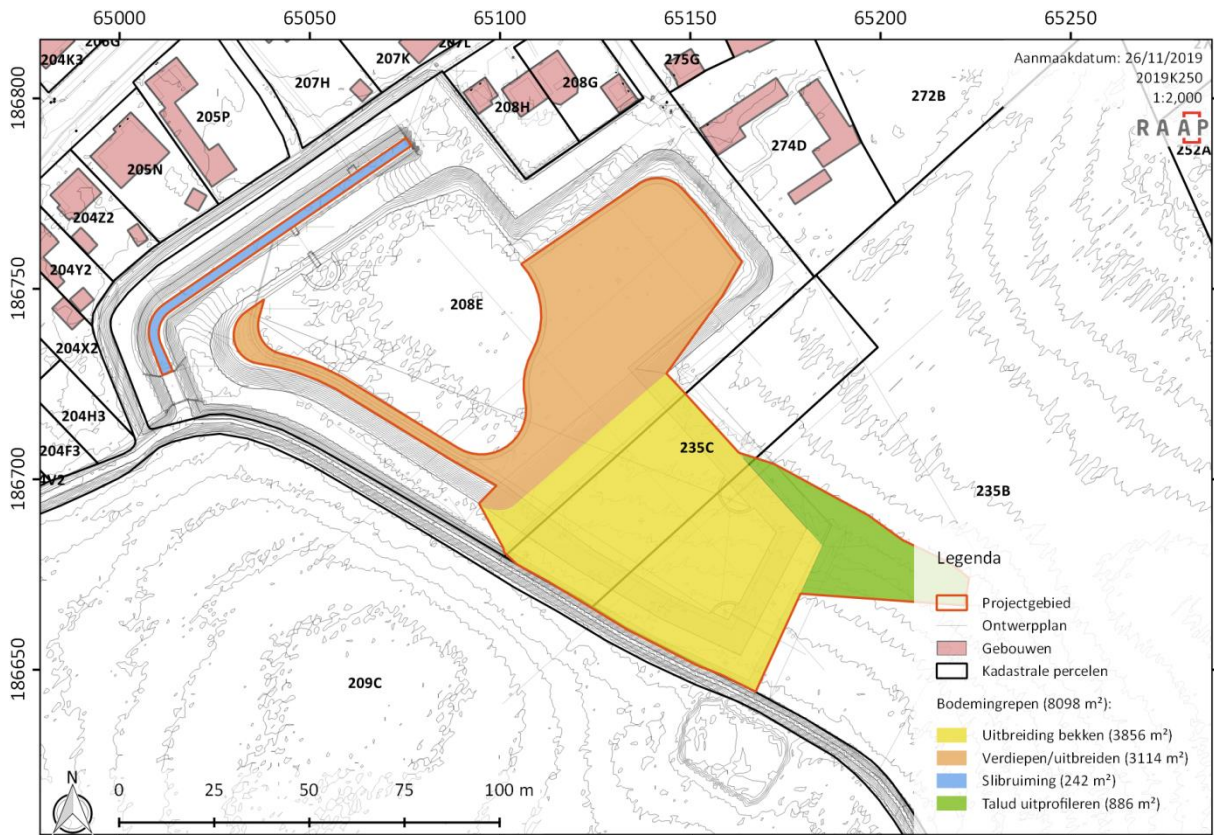 65000 65050 65100 65150 65200 65250
186800
186750
186700
186650
204K3
206G
207H
207K
207L
208H
208G
275G
272B
Aanmaakdatum: 26/11/2019
2019K250
1:2,000
RAAP
252A
205P
205N
274D
204Z2
204Y2
204X2
204H3
204F3
208E
235C
235B
209C
Legenda
Projectgebied
Ontwerpplan
Gebouwen
Kadastrale percelen
Bodemingrepen (8098 m²):
Uitbreiding bekken (3856 m²)
Verdiepen/uitbreiden (3114 m²)
Slibruiming (242 m²)
Talud uitprofileren (886 m²)
N
0 25 50 75 100 m